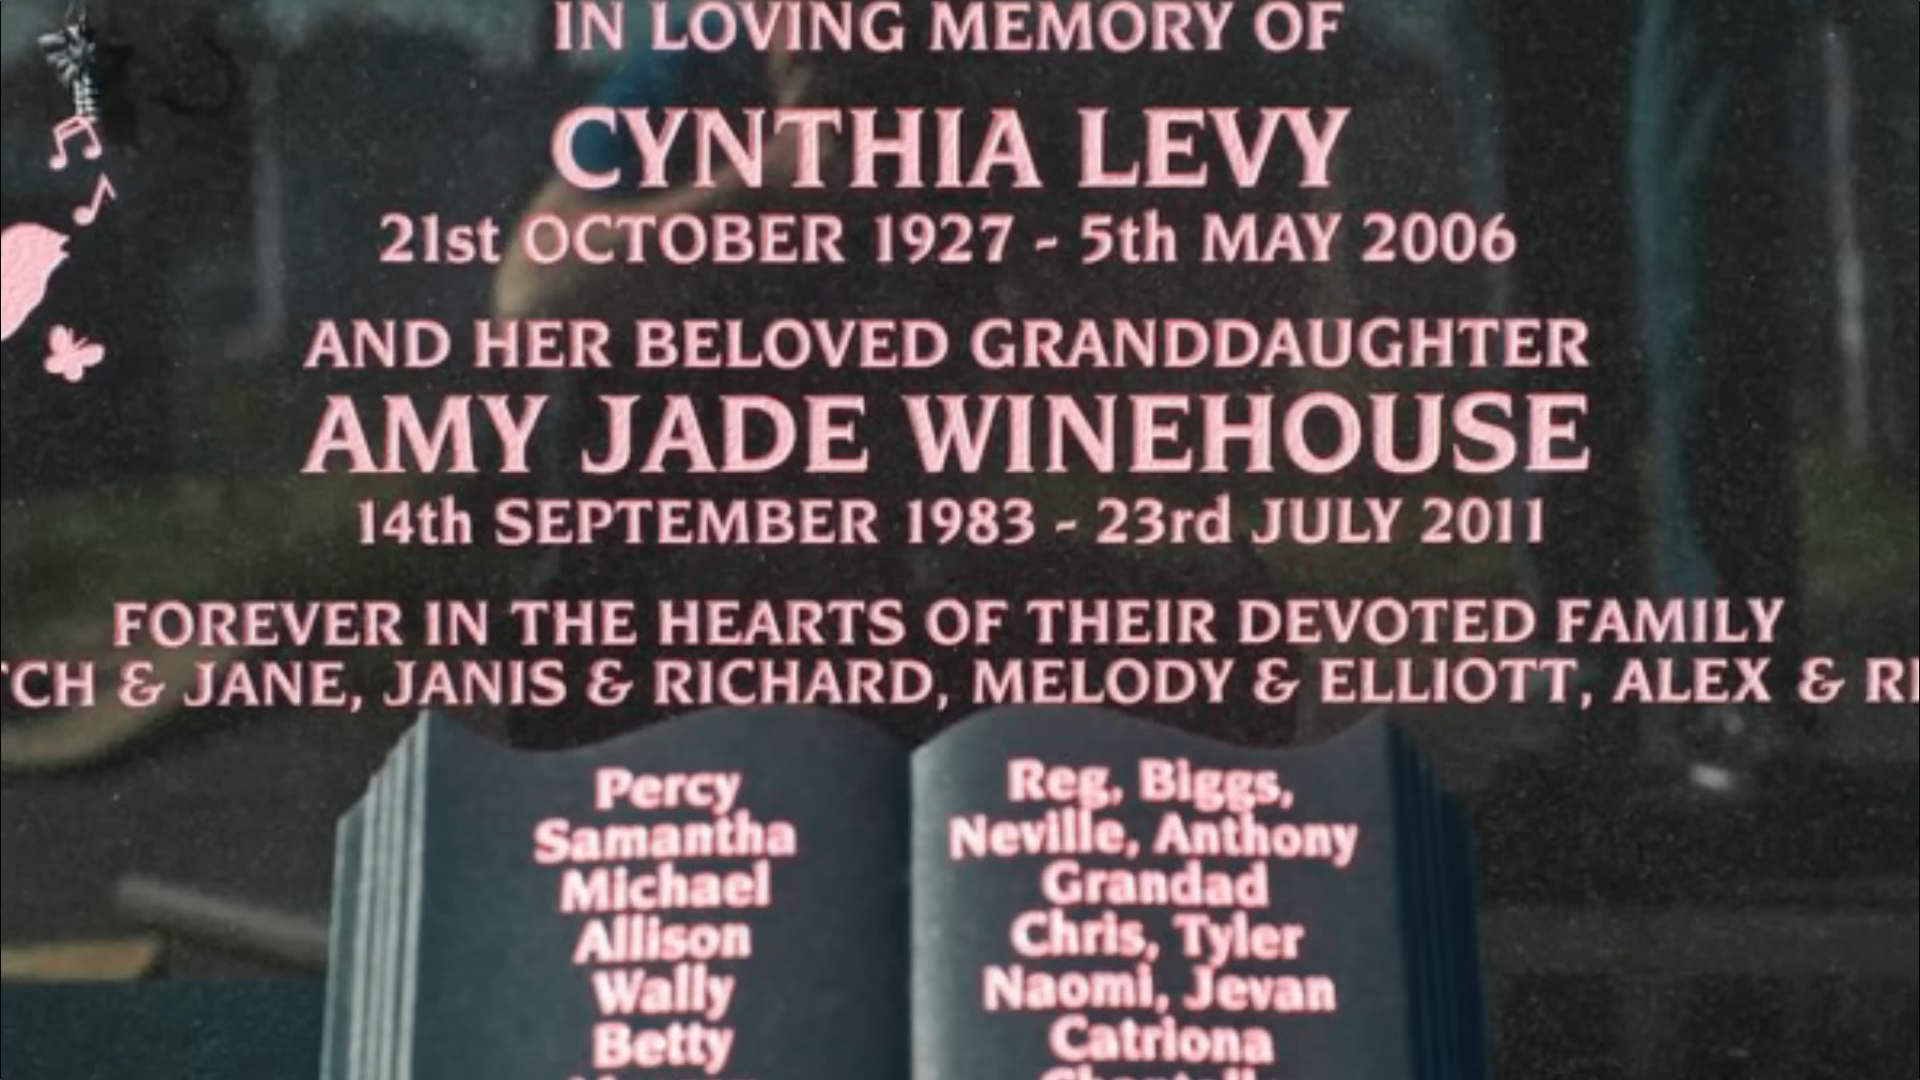 IN LOVING MEMORY OF
CYNTHIA LEVY
21st OCTOBER 1927 - 5th MAY 2006
AND HER BELOVED GRANDDAUGHTER
AMY JADE WINEHOUSE
14th SEPTEMBER 1983 - 23rd JULY 2011
FOREVER IN THE HEARTS OF THEIR DEVOTED FAMILY
TCH & JANE, JANIS & RICHARD, MELODY & ELLIOTT, ALEX & RI
Percy
Samantha
Michael
Allison
Wally
Betty
Reg, Biggs,
Neville, Anthony
Grandad
Chris, Tyler
Naomi, Jevan
Catriona